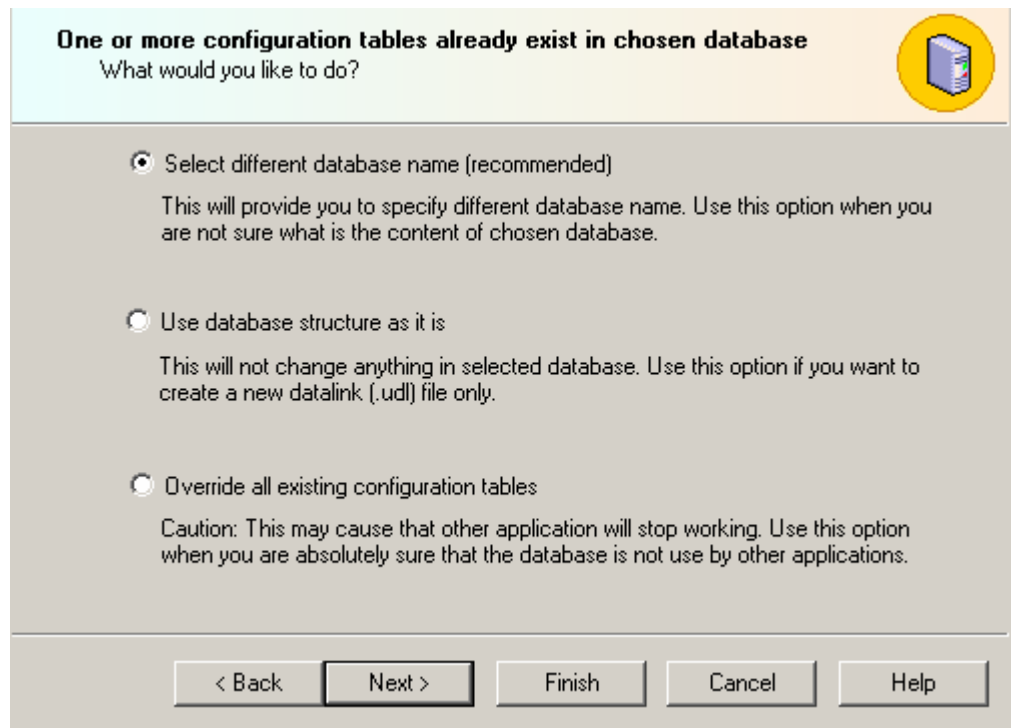 One or more configuration tables already exist in chosen database
What would you like to do?
Select different database name (recommended)
This will provide you to specify different database name. Use this option when you
are not sure what is the content of chosen database.
Use database structure as it is
This will not change anything in selected database. Use this option if you want to
create a new datalink (.udl) file only.
Override all existing configuration tables
Caution: This may cause that other application will stop working. Use this option
when you are absolutely sure that the database is not use by other applications.
< Back Next > Finish Cancel Help